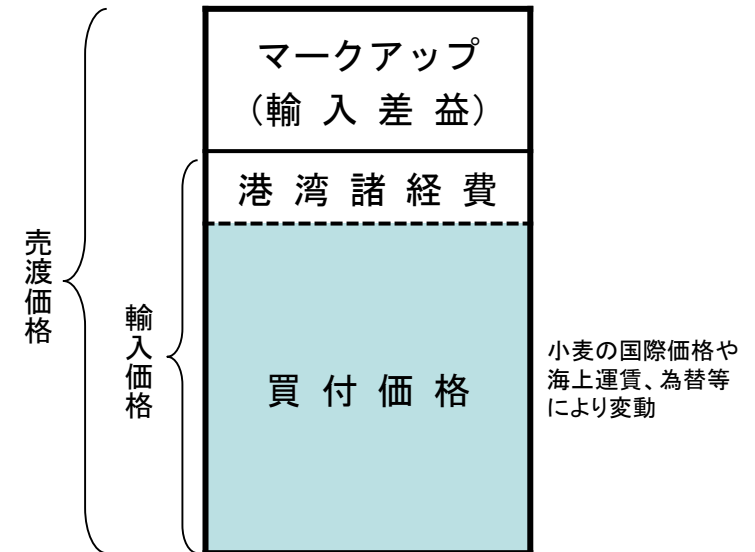 マークアップ
（輸 入 差 益）
港 湾 諸 経 費
売渡価格
輸入価格
買 付 価 格
小麦の国際価格や
海上運賃、為替等
により変動